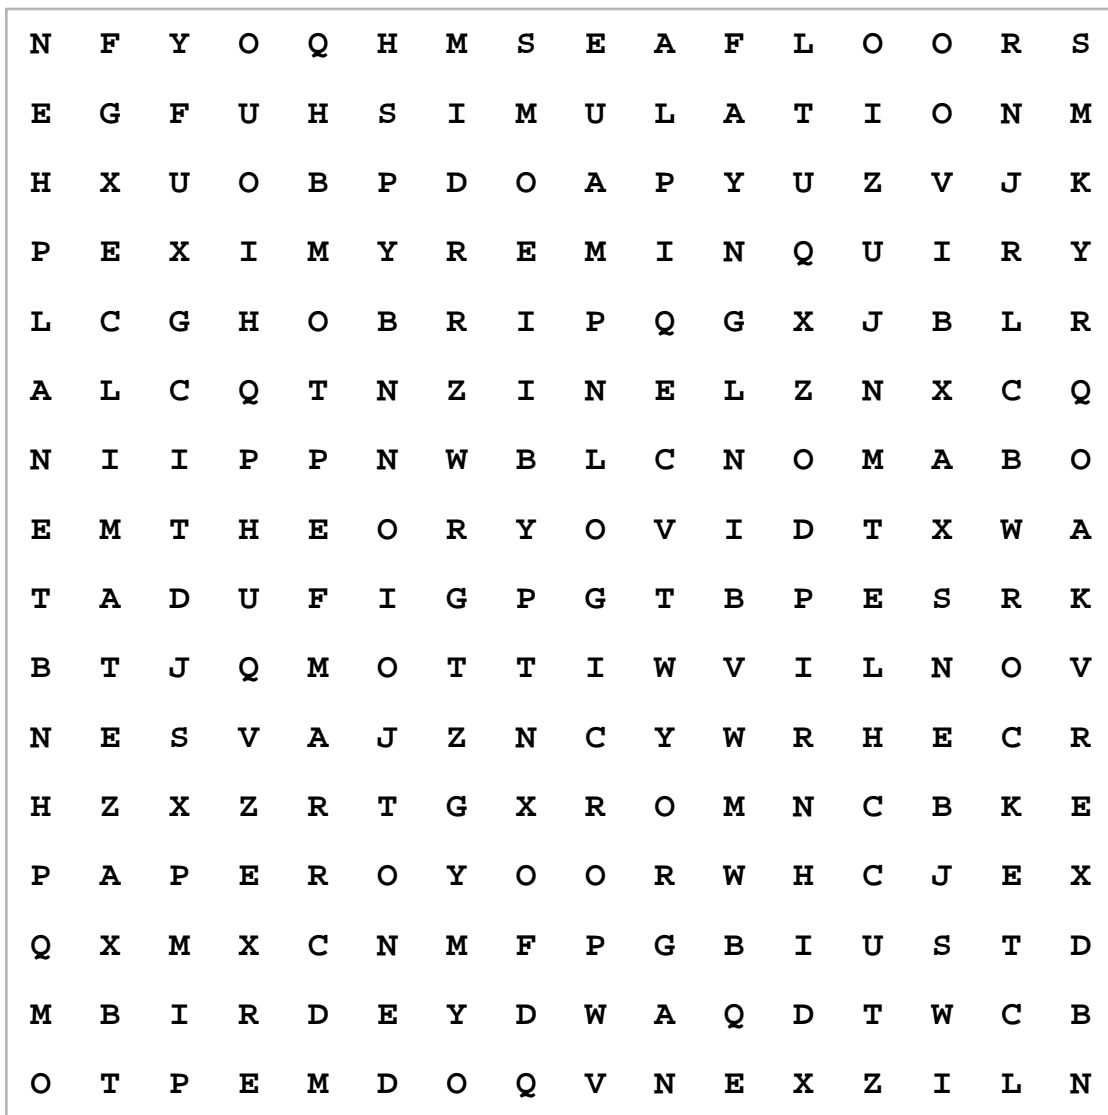 N F Y O Q H M S E A F L O O R S
E G F U H S I M U L A T I O N M
H X U O B P D O A P Y U Z V J K
P E X I M Y R E M I N Q U I R Y
L C G H O B R I P Q G X J B L R
A L C Q T N Z I N E L Z N X C Q
N I I P P N W B L C N O M A B O
E M T H E O R Y O V I D T X W A
T A D U F I G P G T B P E S R K
B T J Q M O T T I W V I L N O V
N E S V A J Z N C Y W R H E C R
H Z X Z R T G X R O M N C B K E
P A P E R O Y O O R W H C J E X
Q X M X C N M F P G B I U S T D
M B I R D E Y D W A Q D T W C B
O T P E M D O Q V N E X Z I L N